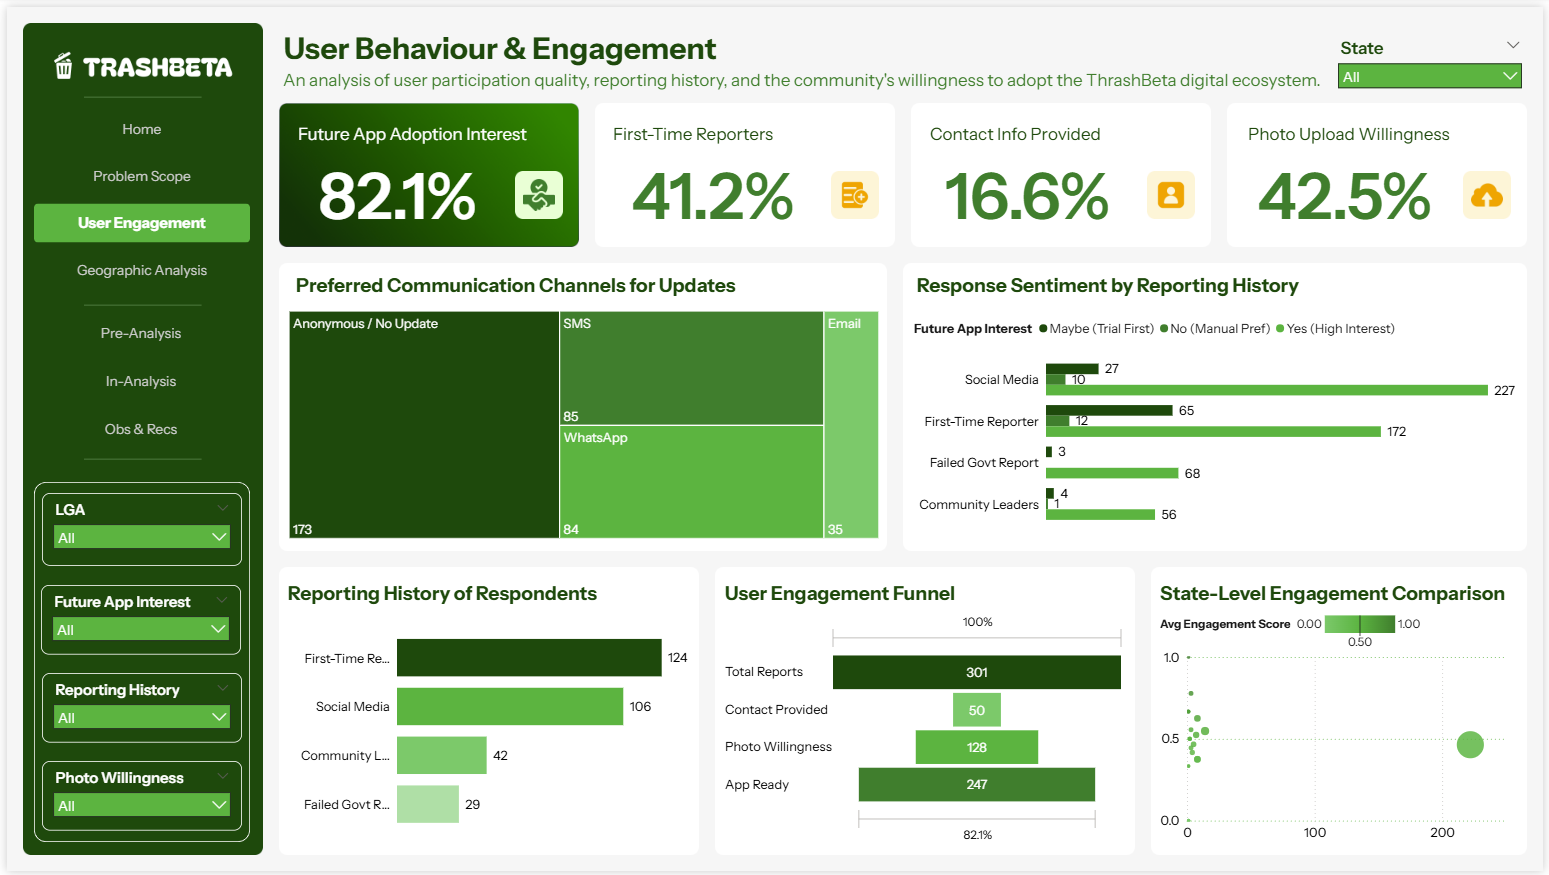 TRASHBETA
Home
Problem Scope
User Engagement
Geographic Analysis
Pre-Analysis
In-Analysis
Obs & Recs
LGA
All
Future App Interest
All
Reporting History
All
Photo Willingness
All
User Behaviour & Engagement
An analysis of user participation quality, reporting history, and the community's willingness to adopt the ThrashBeta digital ecosystem.
State
All
Future App Adoption Interest
82.1%
First-Time Reporters
41.2%
Contact Info Provided
16.6%
Photo Upload Willingness
42.5%
Preferred Communication Channels for Updates
Anonymous / No Update
173
SMS
85
WhatsApp
84
Email
35
Response Sentiment by Reporting History
Future App Interest Maybe (Trial First) No (Manual Pref) Yes (High Interest)
Social Media
27
10
227
First-Time Reporter
65
12
172
Failed Govt Report
3
68
Community Leaders
4
1
56
Reporting History of Respondents
First-Time Re... 124
Social Media 106
Community L... 42
Failed Govt R... 29
User Engagement Funnel
100%
Total Reports 301
Contact Provided 50
Photo Willingness 128
App Ready 247
82.1%
State-Level Engagement Comparison
Avg Engagement Score 0.00 1.00
0.50
1.0
0.5
0.0
0 100 200